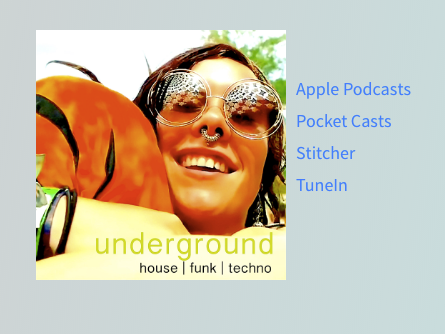 underground
house | funk | techno
Apple Podcasts
Pocket Casts
Stitcher
TuneIn